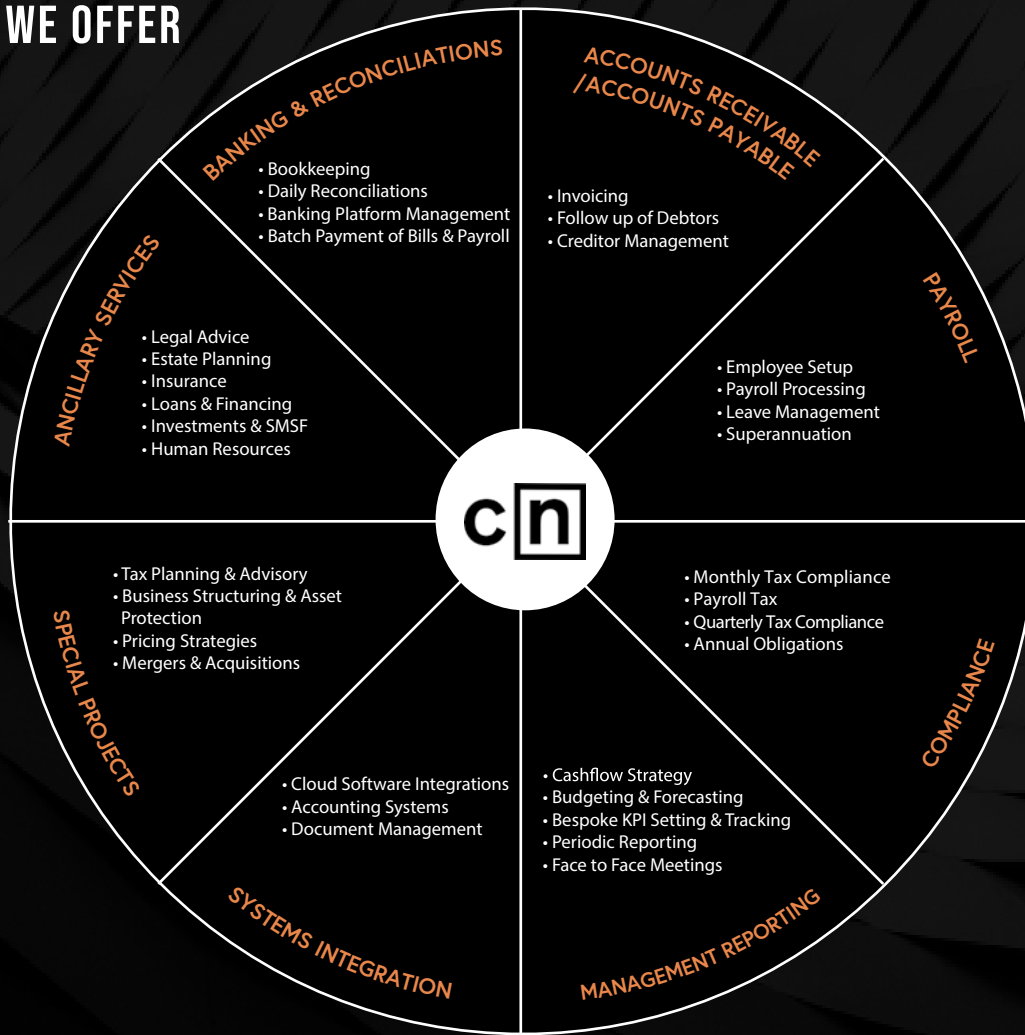 WE OFFER
BANKING & RECONCILIATIONS
• Bookkeeping
• Daily Reconciliations
• Banking Platform Management
• Batch Payment of Bills & Payroll
ACCOUNTS RECEIVABLE
/ACCOUNTS PAYABLE
• Invoicing
• Follow up of Debtors
• Creditor Management
PAYROLL
• Employee Setup
• Payroll Processing
• Leave Management
• Superannuation
COMPLIANCE
• Monthly Tax Compliance
• Payroll Tax
• Quarterly Tax Compliance
• Annual Obligations
MANAGEMENT REPORTING
• Cashflow Strategy
• Budgeting & Forecasting
• Bespoke KPI Setting & Tracking
• Periodic Reporting
• Face to Face Meetings
SYSTEMS INTEGRATION
• Cloud Software Integrations
• Accounting Systems
• Document Management
SPECIAL PROJECTS
• Tax Planning & Advisory
• Business Structuring & Asset
Protection
• Pricing Strategies
• Mergers & Acquisitions
ANCILLARY SERVICES
• Legal Advice
• Estate Planning
• Insurance
• Loans & Financing
• Investments & SMSF
• Human Resources
cn